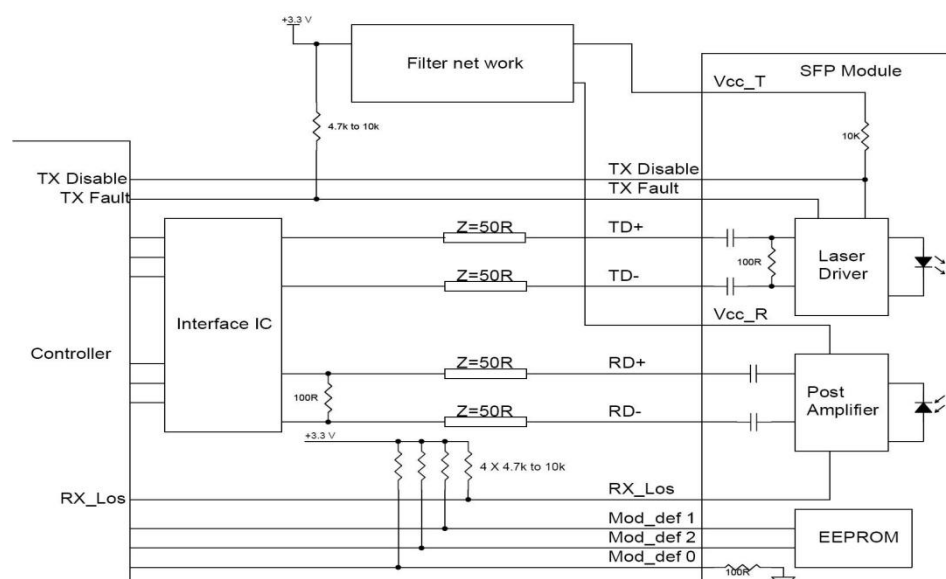 +3.3 V
Filter net work
SFP Module
Vcc_T
4.7k to 10k
10K
TX Disable
TX Disable
TX Fault
TX Fault
Z=50R
TD+
100R
Laser
Driver
Z=50R
TD-
Interface IC
Vcc_R
Controller
Z=50R
RD+
100R
Post
Amplifier
Z=50R
RD-
+3.3 V
4 X 4.7k to 10k
RX_Los
RX_Los
Mod_def 1
Mod_def 2
EEPROM
Mod_def 0
100R